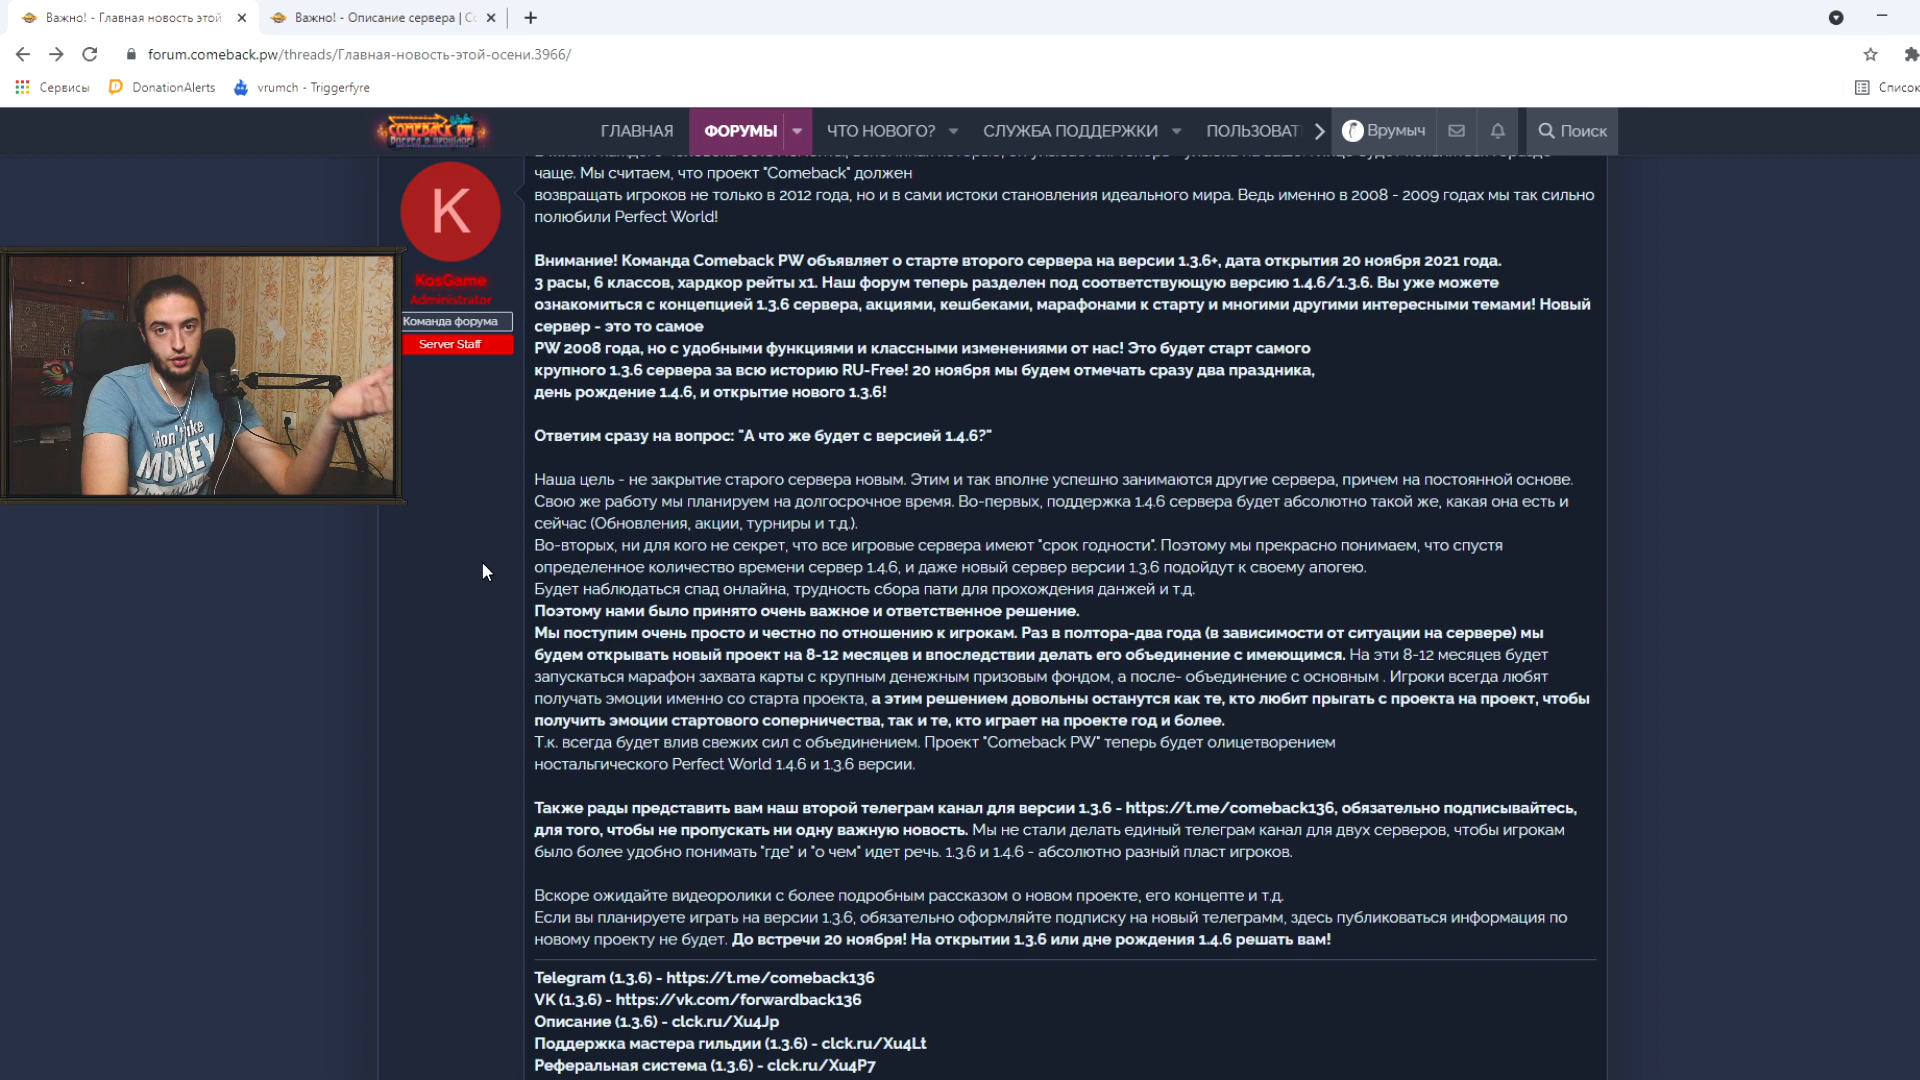 Важно! - Главная новость этой
Важно! - Описание сервера | Co
forum.comeback.pw/threads/Главная-новость-этой-осени.3966/
Сервисы
DonationAlerts
vrumch - Triggerfyre
Список
COMEBACK PW
ГЛАВНАЯ
ФОРУМЫ
ЧТО НОВОГО?
СЛУЖБА ПОДДЕРЖКИ
ПОЛЬЗОВАТ
Врумыч
Поиск
K
KosGame
Administrator
Команда форума
Server Staff
I don't like
MONEY
чаще. Мы считаем, что проект "Comeback" должен
возвращать игроков не только в 2012 года, но и в сами истоки становления идеального мира. Ведь именно в 2008 - 2009 годах мы так сильно
полюбили Perfect World!
Внимание! Команда Comeback PW объявляет о старте второго сервера на версии 1.3.6+, дата открытия 20 ноября 2021 года.
3 расы, 6 классов, хардкор рейты х1. Наш форум теперь разделен под соответствующую версию 1.4.6/1.3.6. Вы уже можете
ознакомиться с концепцией 1.3.6 сервера, акциями, кешбеками, марафонами к старту и многими другими интересными темами! Новый
сервер - это то самое
PW 2008 года, но с удобными функциями и классными изменениями от нас! Это будет старт самого
крупного 1.3.6 сервера за всю историю RU-Free! 20 ноября мы будем отмечать сразу два праздника,
день рождение 1.4.6, и открытие нового 1.3.6!
Ответим сразу на вопрос: "А что же будет с версией 1.4.6?"
Наша цель - не закрытие старого сервера новым. Этим и так вполне успешно занимаются другие сервера, причем на постоянной основе.
Свою же работу мы планируем на долгосрочное время. Во-первых, поддержка 1.4.6 сервера будет абсолютно такой же, какая она есть и
сейчас (Обновления, акции, турниры и т.д.).
Во-вторых, ни для кого не секрет, что все игровые сервера имеют "срок годности". Поэтому мы прекрасно понимаем, что спустя
определенное количество времени сервер 1.4.6, и даже новый сервер версии 1.3.6 подойдут к своему апогею.
Будет наблюдаться спад онлайна, трудность сбора пати для прохождения данжей и т.д.
Поэтому нами было принято очень важное и ответственное решение.
Мы поступим очень просто и честно по отношению к игрокам. Раз в полтора-два года (в зависимости от ситуации на сервере) мы
будем открывать новый проект на 8-12 месяцев и впоследствии делать его объединение с имеющимся. На эти 8-12 месяцев будет
запускаться марафон захвата карты с крупным денежным призовым фондом, а после- объединение с основным . Игроки всегда любят
получать эмоции именно со старта проекта, а этим решением довольны останутся как те, кто любит прыгать с проекта на проект, чтобы
получить эмоции стартового соперничества, так и те, кто играет на проекте год и более.
Т.к. всегда будет влив свежих сил с объединением. Проект "Comeback PW" теперь будет олицетворением
ностальгического Perfect World 1.4.6 и 1.3.6 версии.
Также рады представить вам наш второй телеграм канал для версии 1.3.6 - https://t.me/comeback136, обязательно подписывайтесь,
для того, чтобы не пропускать ни одну важную новость. Мы не стали делать единый телеграм канал для двух серверов, чтобы игрокам
было более удобно понимать "где" и "о чем" идет речь. 1.3.6 и 1.4.6 - абсолютно разный пласт игроков.
Вскоре ожидайте видеоролики с более подробным рассказом о новом проекте, его концепте и т.д.
Если вы планируете играть на версии 1.3.6, обязательно оформляйте подписку на новый телеграмм, здесь публиковаться информация по
новому проекту не будет. До встречи 20 ноября! На открытии 1.3.6 или дне рождения 1.4.6 решать вам!
Telegram (1.3.6) - https://t.me/comeback136
VK (1.3.6) - https://vk.com/forwardback136
Описание (1.3.6) - clck.ru/Xu4Jp
Поддержка мастера гильдии (1.3.6) - clck.ru/Xu4Lt
Реферальная система (1.3.6) - clck.ru/Xu4P7